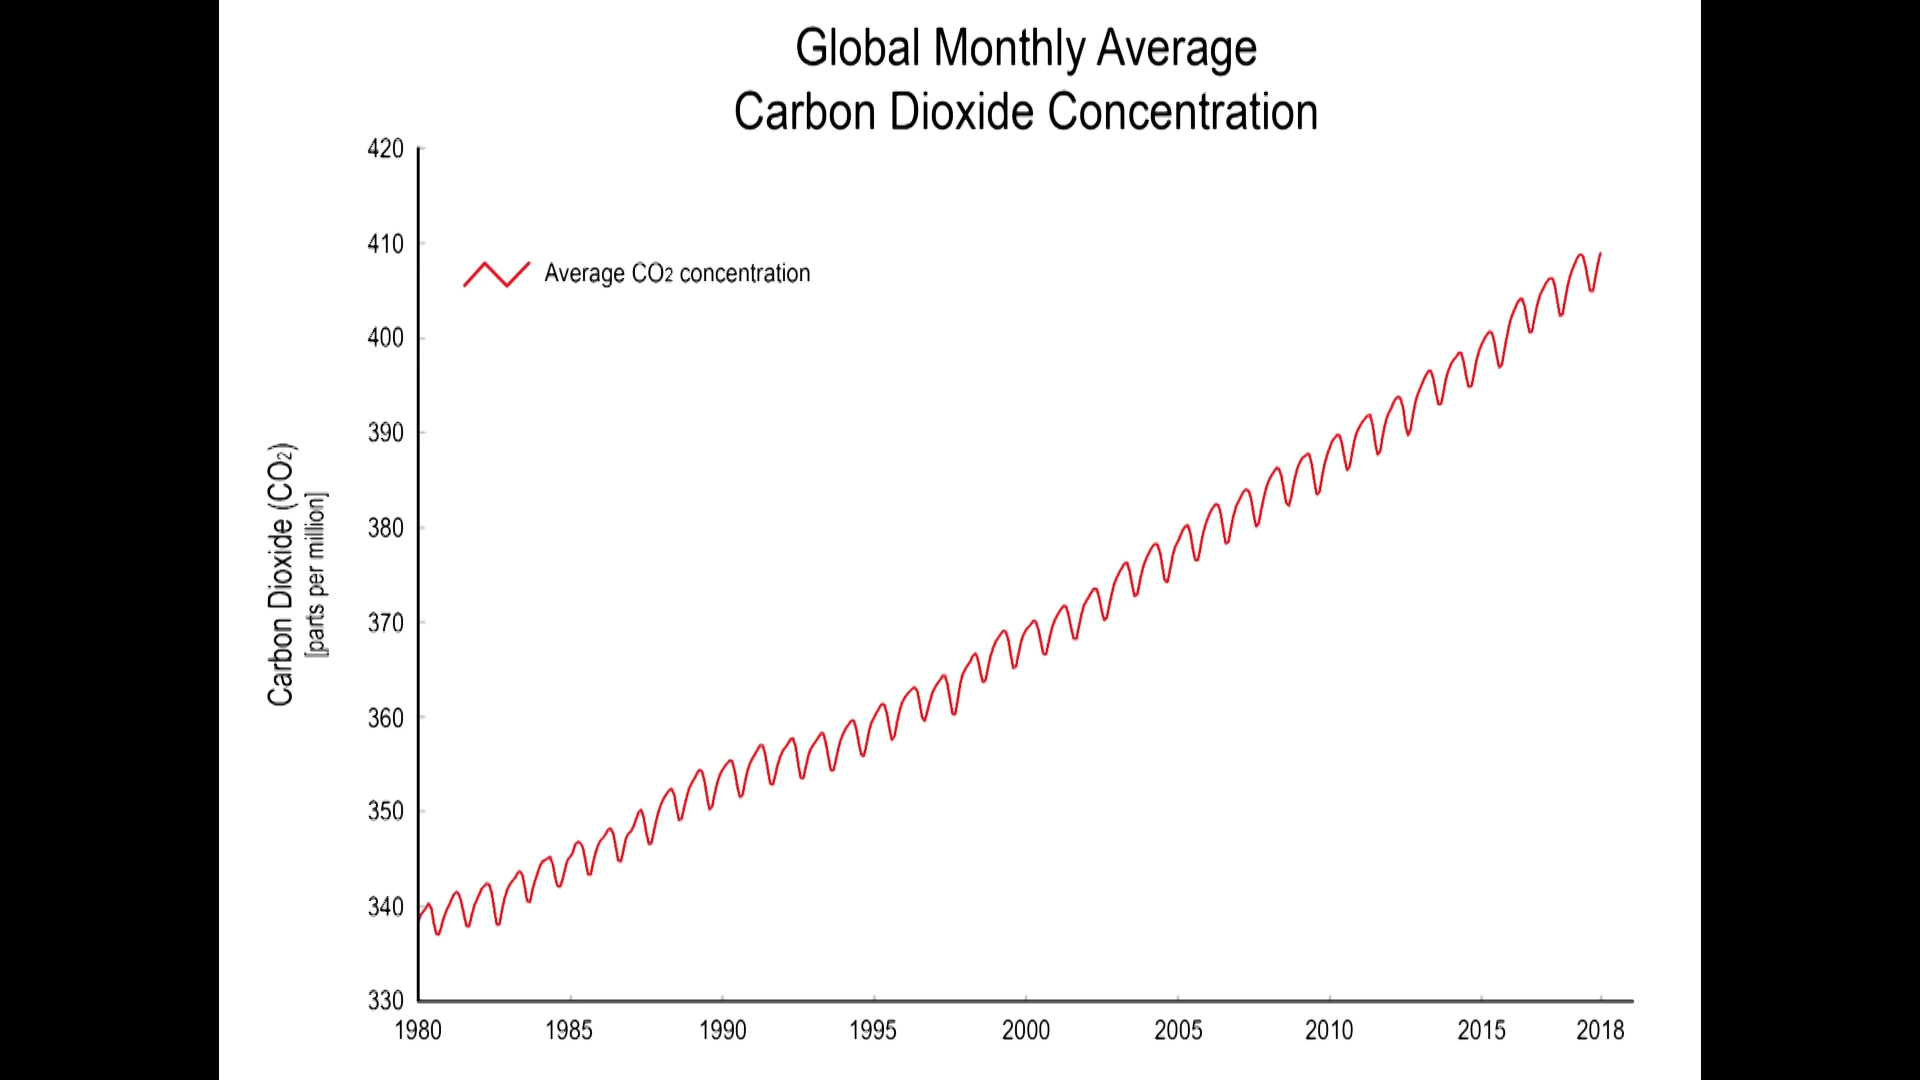 Global Monthly Average
Carbon Dioxide Concentration
420
410
Average CO2 concentration
400
390
380
370
360
350
340
330
Carbon Dioxide (CO2)
[parts per million]
1980 1985 1990 1995 2000 2005 2010 2015 2018